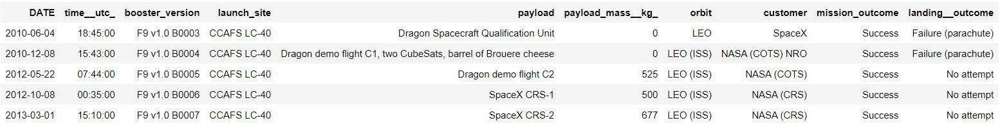 DATE time__utc_ booster_version launch_site payload payload_mass__kg_ orbit customer mission_outcome landing__outcome
2010-06-04 18:45:00 F9 v1.0 B0003 CCAFS LC-40 Dragon Spacecraft Qualification Unit 0 LEO SpaceX Success Failure (parachute)
2010-12-08 15:43:00 F9 v1.0 B0004 CCAFS LC-40 Dragon demo flight C1, two CubeSats, barrel of Brouere cheese 0 LEO (ISS) NASA (COTS) NRO Success Failure (parachute)
2012-05-22 07:44:00 F9 v1.0 B0005 CCAFS LC-40 Dragon demo flight C2 525 LEO (ISS) NASA (COTS) Success No attempt
2012-10-08 00:35:00 F9 v1.0 B0006 CCAFS LC-40 SpaceX CRS-1 500 LEO (ISS) NASA (CRS) Success No attempt
2013-03-01 15:10:00 F9 v1.0 B0007 CCAFS LC-40 SpaceX CRS-2 677 LEO (ISS) NASA (CRS) Success No attempt